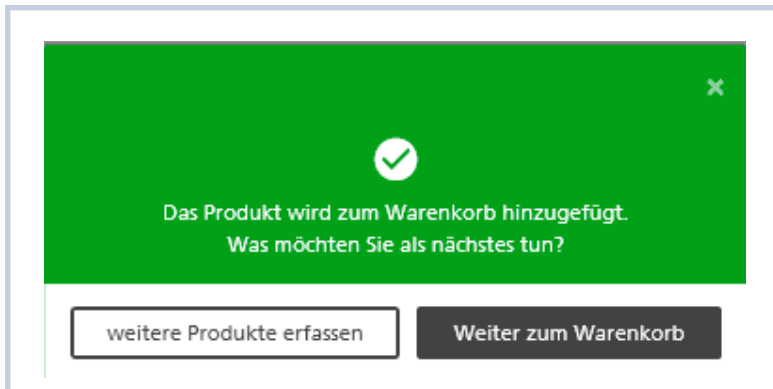 Das Produkt wird zum Warenkorb hinzugefügt.
Was möchten Sie als nächstes tun?
weitere Produkte erfassen
Weiter zum Warenkorb